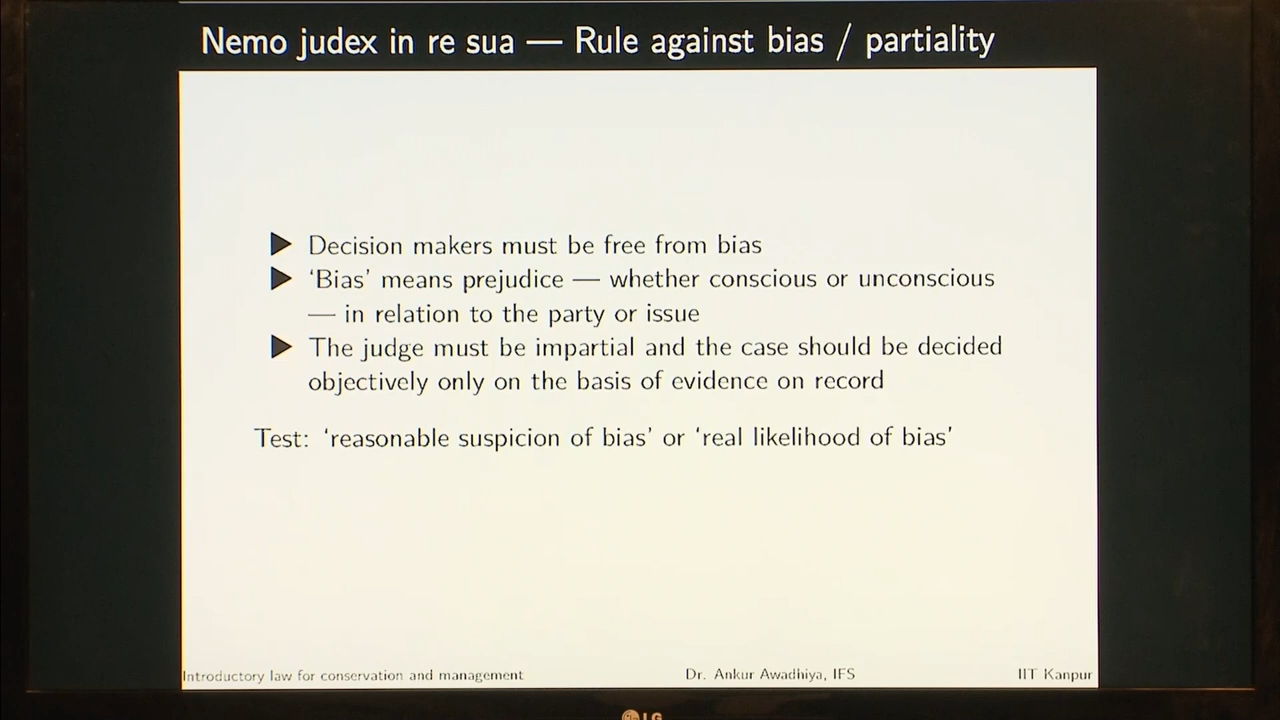 Nemo judex in re sua — Rule against bias / partiality
▶ Decision makers must be free from bias
▶ ‘Bias’ means prejudice — whether conscious or unconscious
— in relation to the party or issue
▶ The judge must be impartial and the case should be decided
objectively only on the basis of evidence on record
Test: ‘reasonable suspicion of bias’ or ‘real likelihood of bias’
Introductory law for conservation and management Dr. Ankur Awadhiya, IFS IIT Kanpur
LG